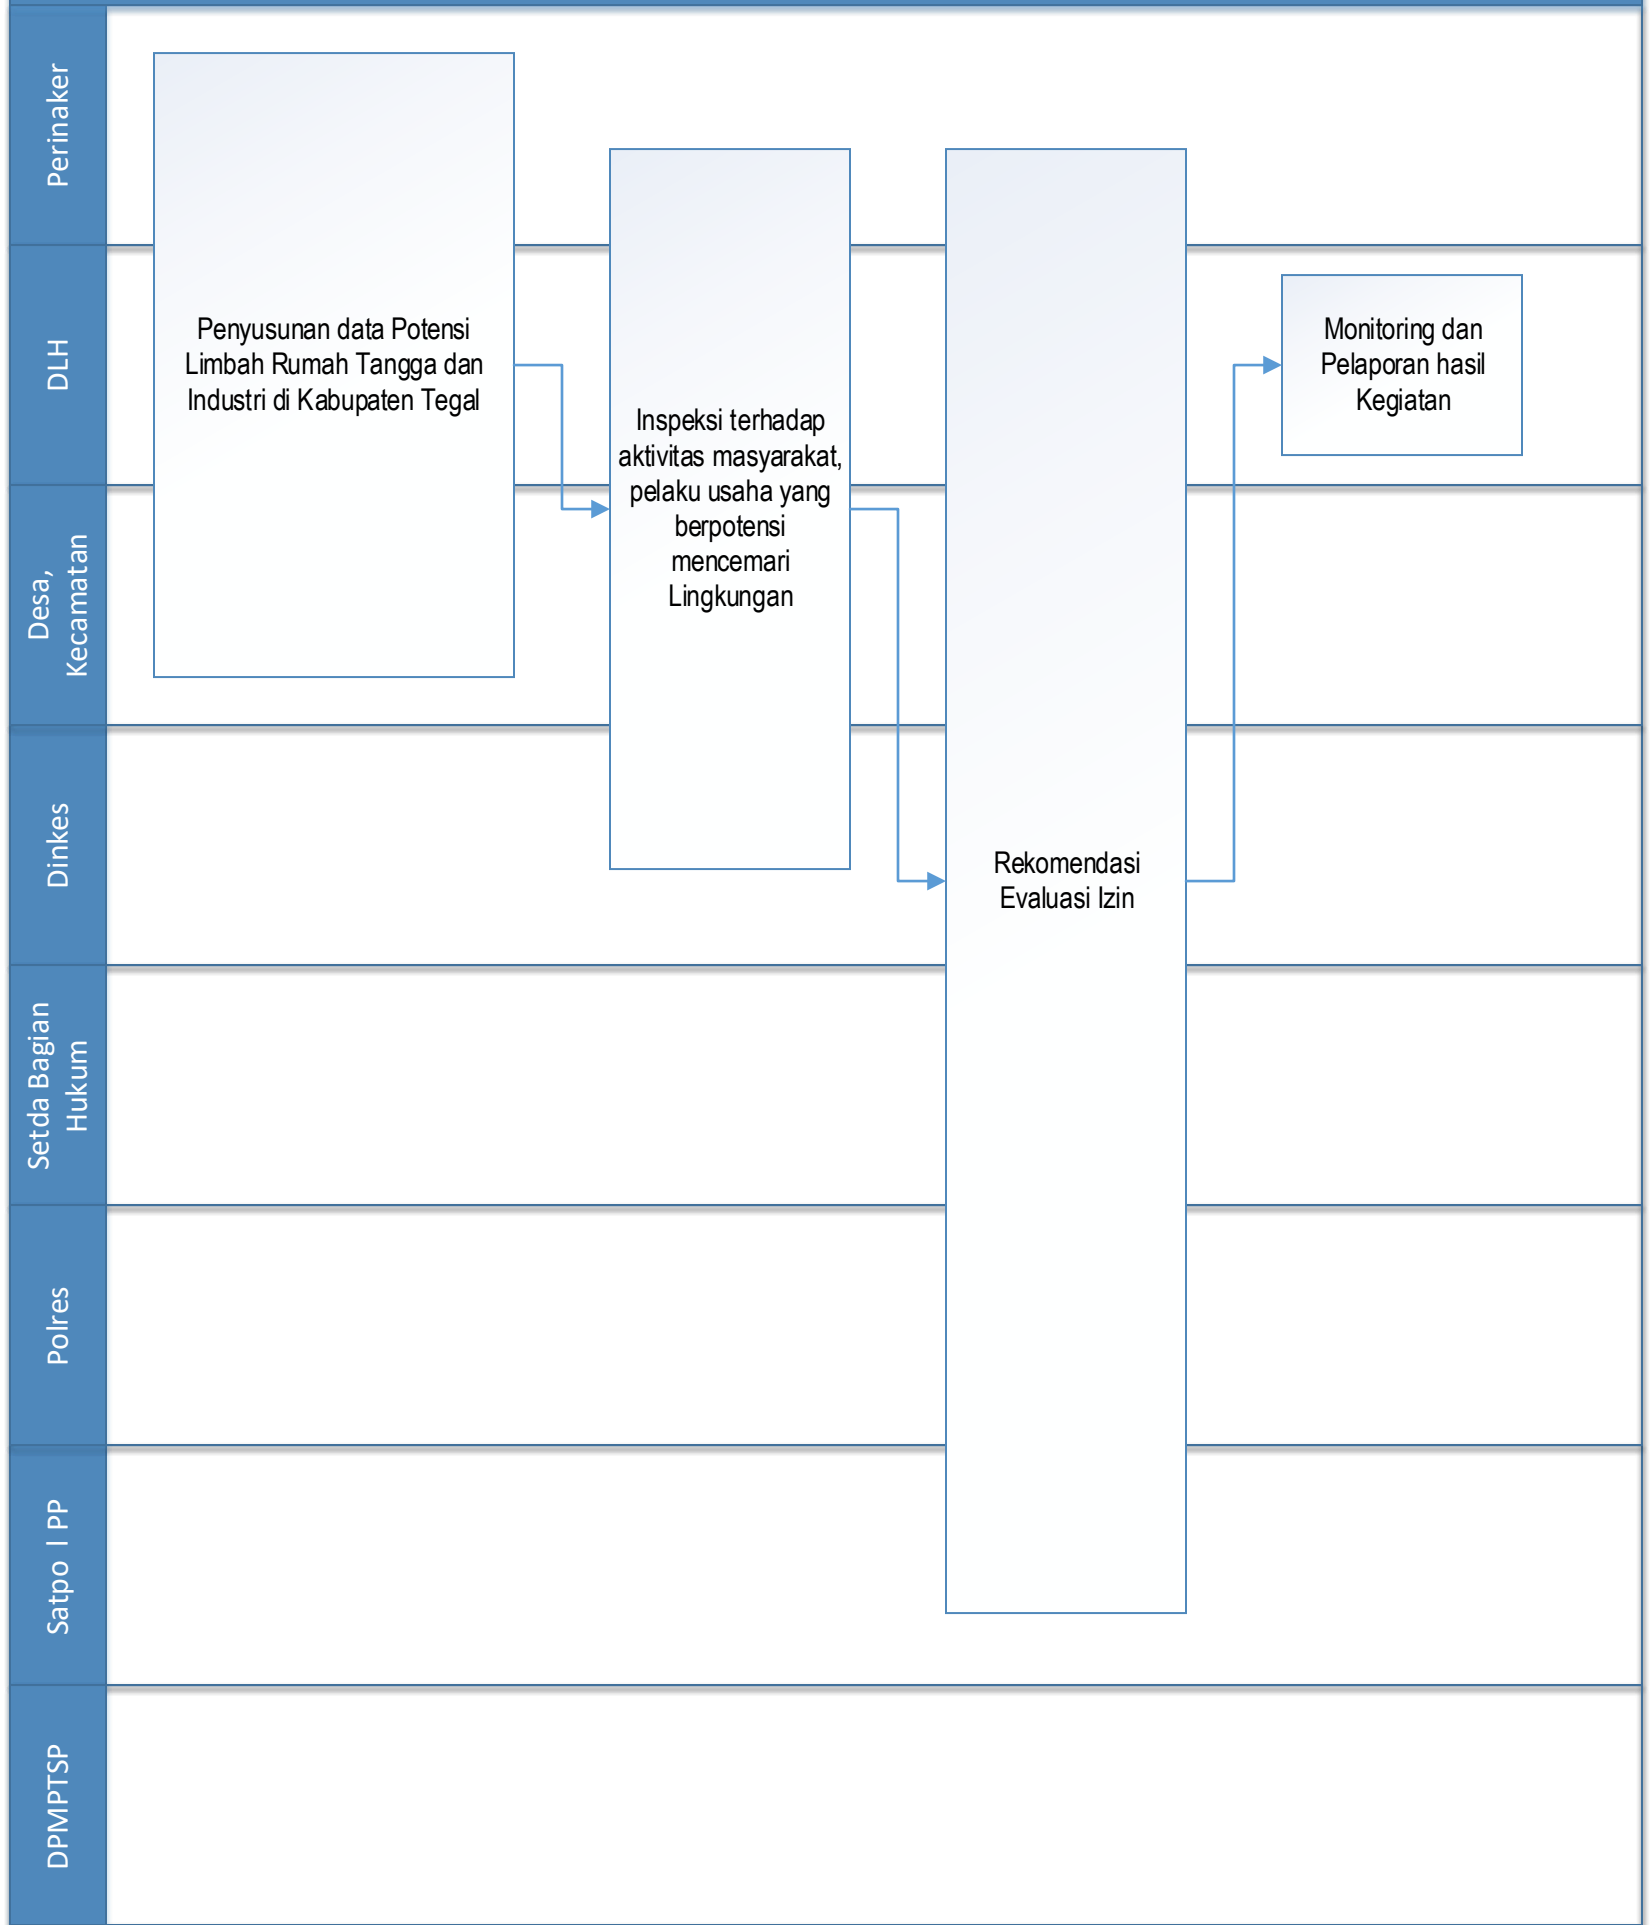 Perinaker
DLH
Desa,
Kecamatan
Dinkes
Setda Bagian
Hukum
Polres
Satpo l PP
DPMPTSP
Penyusunan data Potensi
Limbah Rumah Tangga dan
Industri di Kabupaten Tegal
Inspeksi terhadap
aktivitas masyarakat,
pelaku usaha yang
berpotensi
mencemari
Lingkungan
Rekomendasi
Evaluasi Izin
Monitoring dan
Pelaporan hasil
Kegiatan